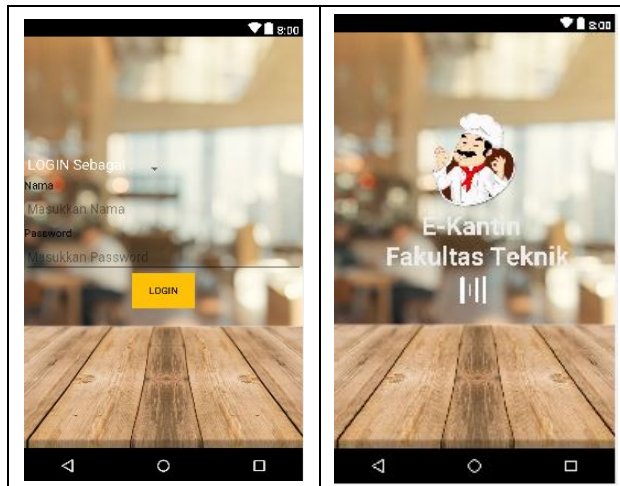 8:00
LOGIN Sebagai
Nama
Masukkan Nama
Password
Masukkan Password
LOGIN
8:00
E-Kantin
Fakultas Teknik